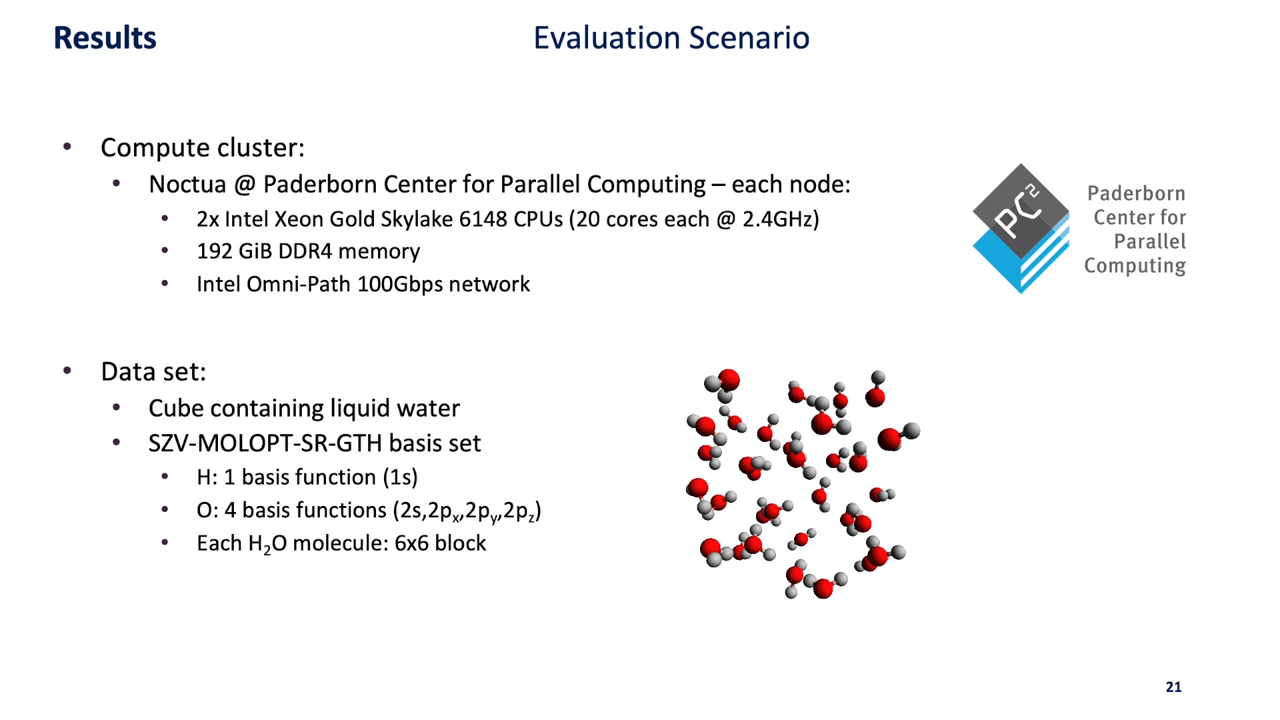 Results
Evaluation Scenario
• Compute cluster:
• Noctua @ Paderborn Center for Parallel Computing – each node:
• 2x Intel Xeon Gold Skylake 6148 CPUs (20 cores each @ 2.4GHz)
• 192 GiB DDR4 memory
• Intel Omni-Path 100Gbps network
PC²
Paderborn
Center for
Parallel
Computing
• Data set:
• Cube containing liquid water
• SZV-MOLOPT-SR-GTH basis set
• H: 1 basis function (1s)
• O: 4 basis functions (2s,2pₓ,2pᵧ,2p_z)
• Each H₂O molecule: 6x6 block
21